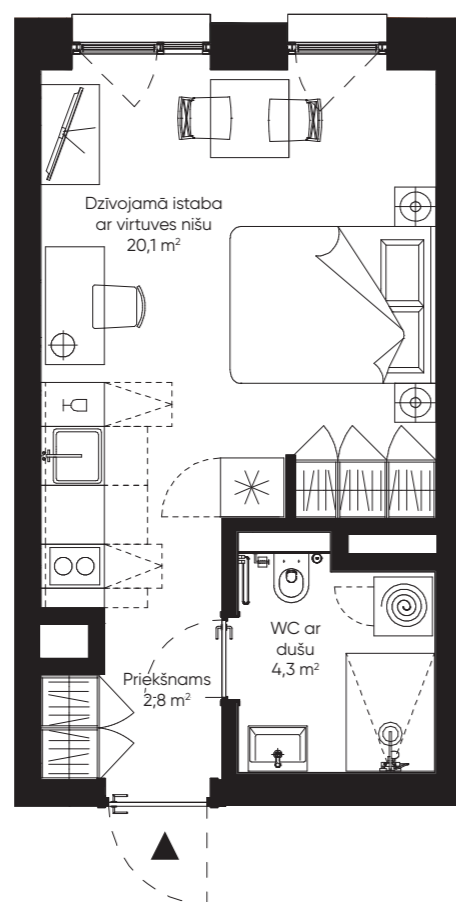 Dzīvojamā istaba
ar virtuves nišu
20,1 m²
WC ar
dušu
4,3 m²
Priekšnams
2,8 m²